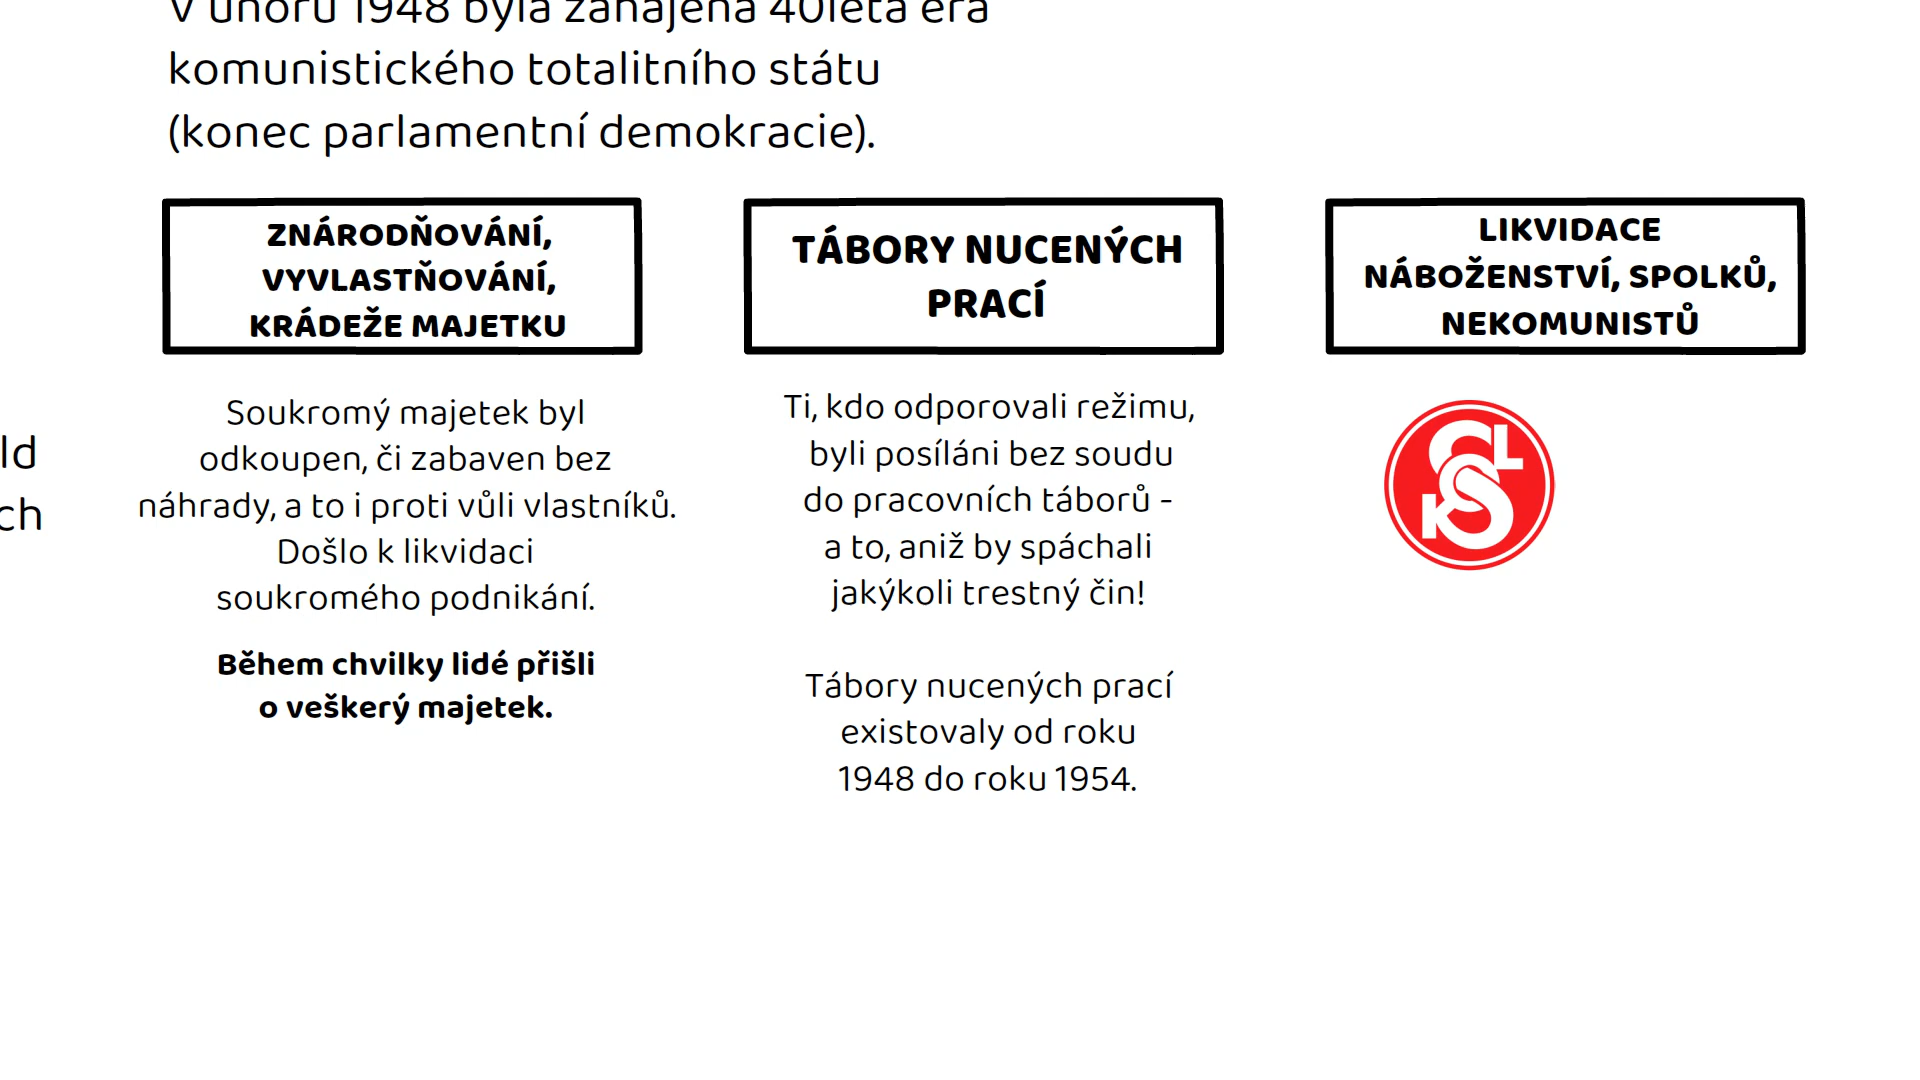 V únoru 1948 byla zahájena 40letá éra
komunistického totalitního státu
(konec parlamentní demokracie).
ZNÁRODŇOVÁNÍ,
VYVLASTŇOVÁNÍ,
KRÁDEŽE MAJETKU
Soukromý majetek byl
odkoupen, či zabaven bez
náhrady, a to i proti vůli vlastníků.
Došlo k likvidaci
soukromého podnikání.
Během chvilky lidé přišli
o veškerý majetek.
TÁBORY NUCENÝCH
PRACÍ
Ti, kdo odporovali režimu,
byli posíláni bez soudu
do pracovních táborů -
a to, aniž by spáchali
jakýkoli trestný čin!
Tábory nucených prací
existovaly od roku
1948 do roku 1954.
LIKVIDACE
NÁBOŽENSTVÍ, SPOLKŮ,
NEKOMUNISTŮ
ld
ch